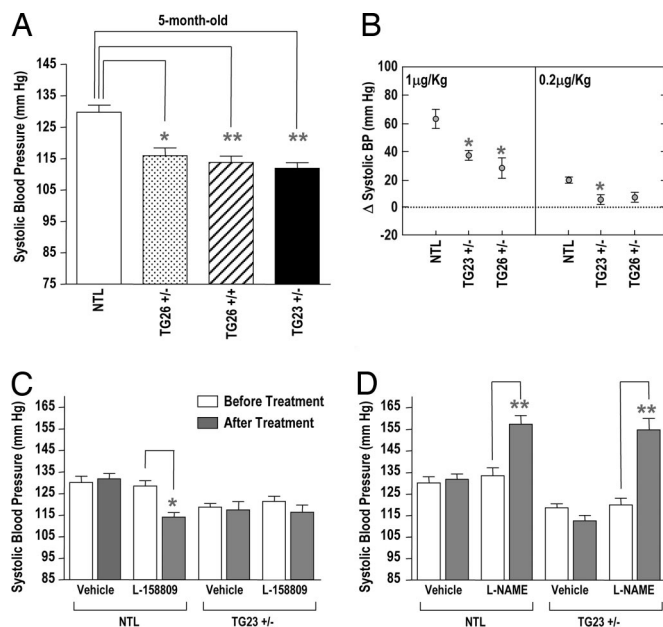 A
5-month-old
Systolic Blood Pressure (mm Hg)
145
135
125
115
105
95
85
75
*
**
**
NTL
TG26 +/-
TG26 +/+
TG23 +/-
B
1µg/Kg
0.2µg/Kg
Δ Systolic BP (mm Hg)
100
80
60
40
20
0
-20
*
*
*
NTL
TG23 +/-
TG26 +/-
NTL
TG23 +/-
TG26 +/-
C
Before Treatment
After Treatment
Systolic Blood Pressure (mm Hg)
165
155
145
135
125
115
105
95
85
*
Vehicle
L-158809
Vehicle
L-158809
NTL
TG23 +/-
D
Systolic Blood Pressure (mm Hg)
165
155
145
135
125
115
105
95
85
**
**
Vehicle
L-NAME
Vehicle
L-NAME
NTL
TG23 +/-